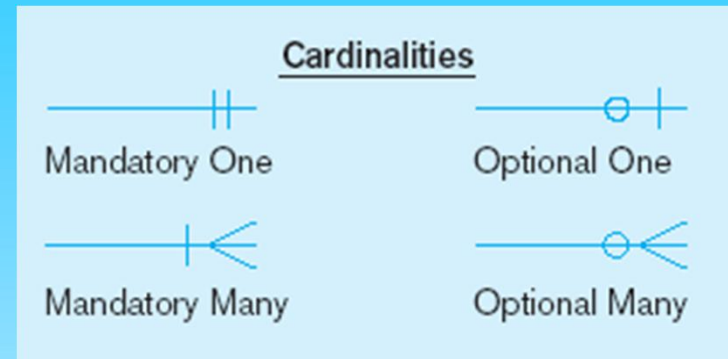 Cardinalities
Mandatory One
Optional One
Mandatory Many
Optional Many